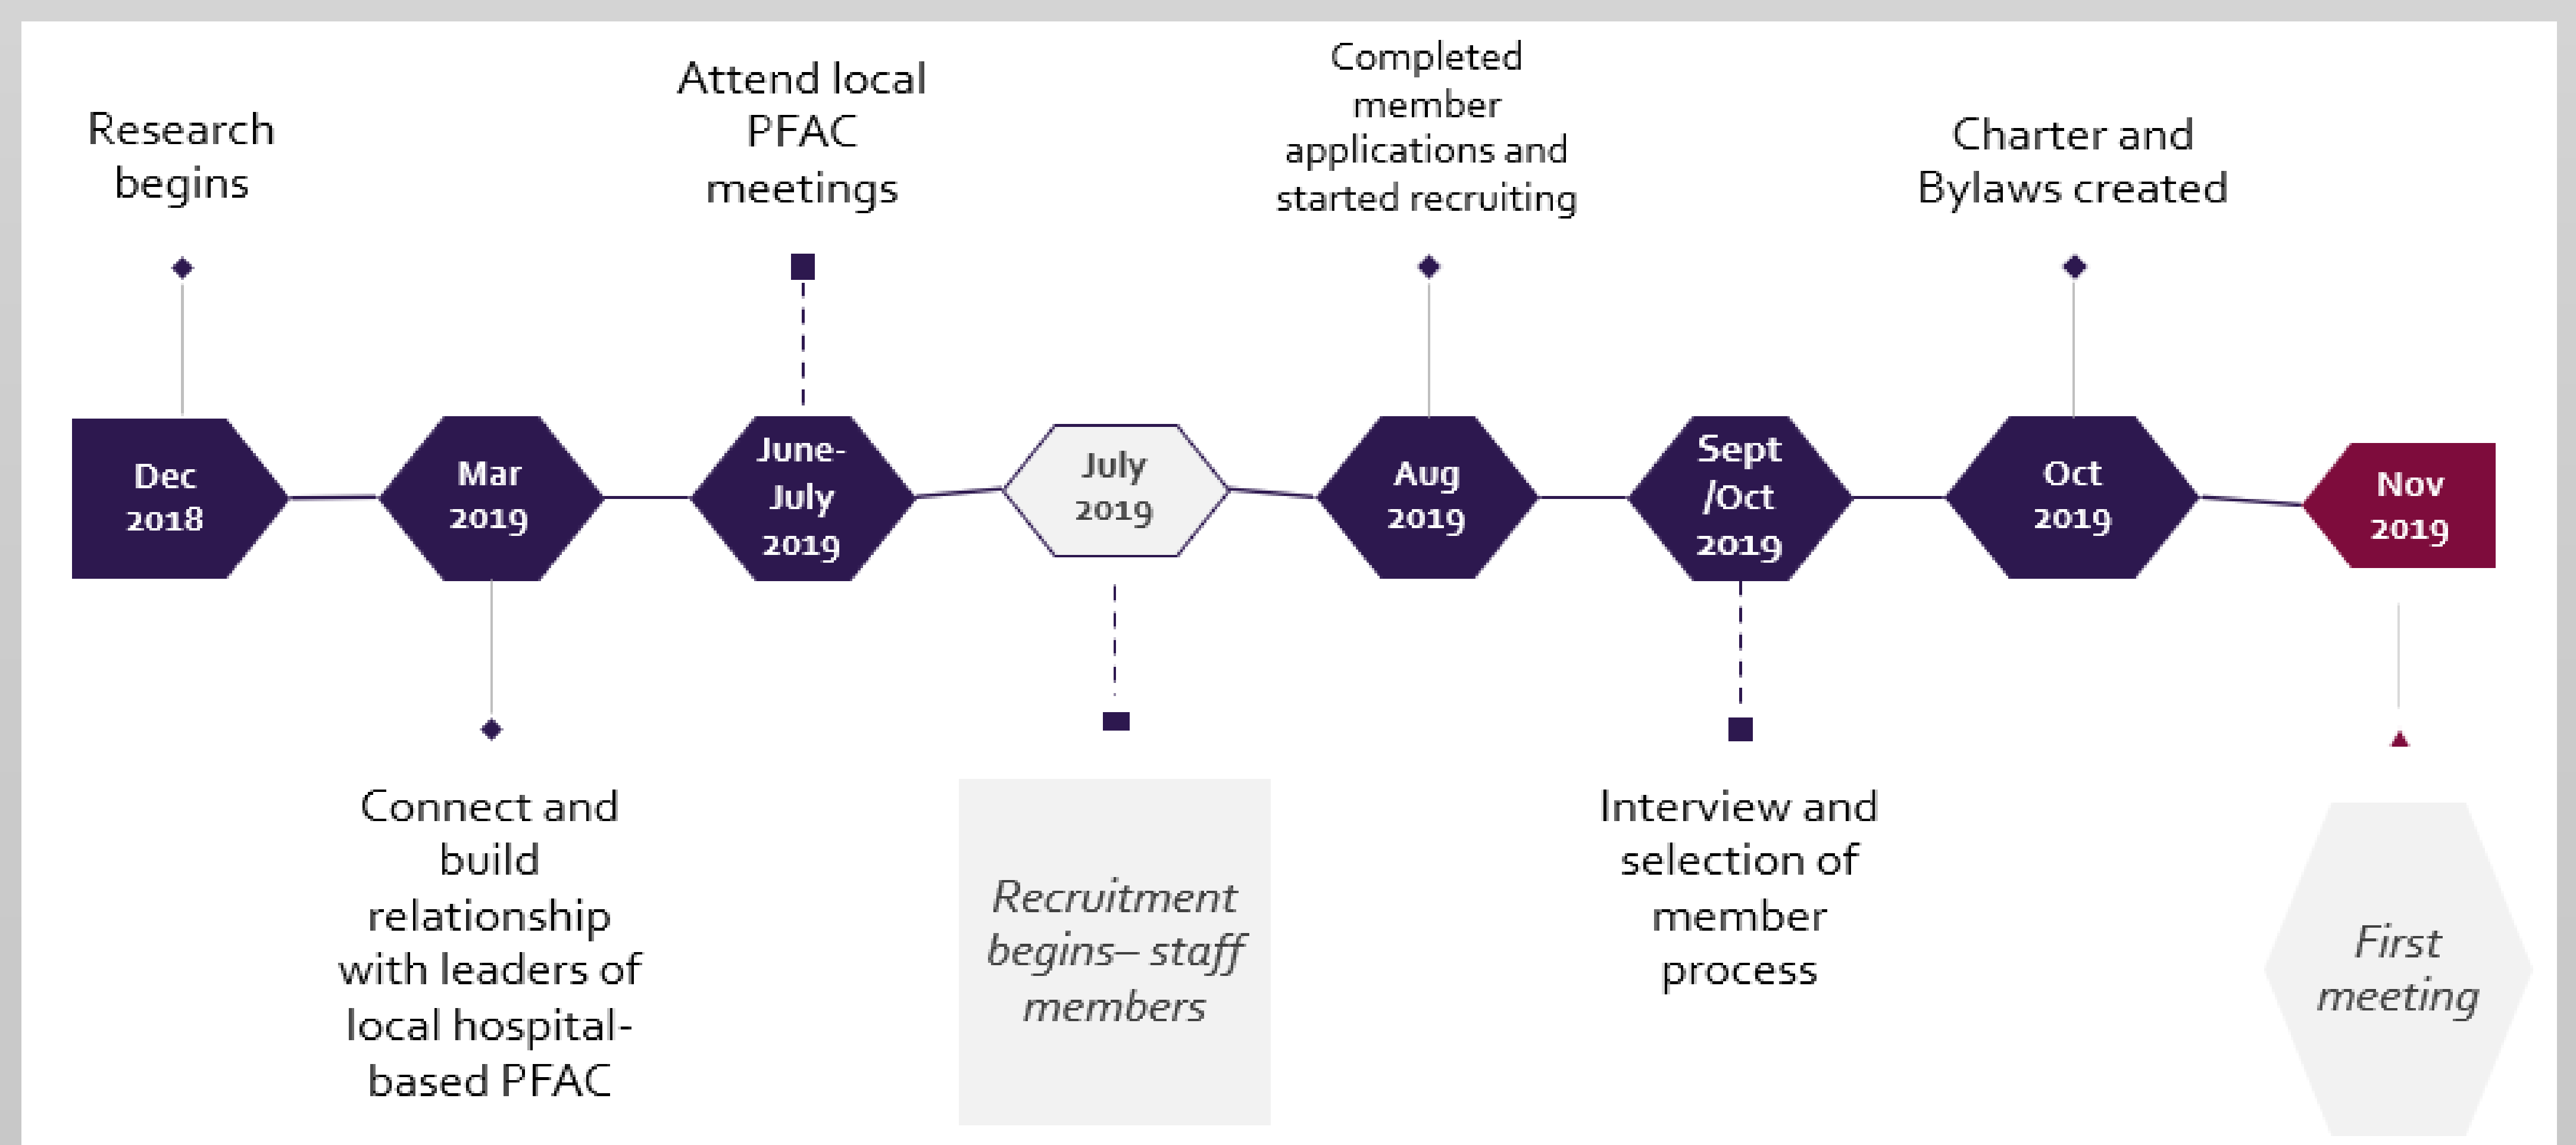 Research
begins
Attend local
PFAC
meetings
Completed
member
applications and
started recruiting
Charter and
Bylaws created
Dec
2018
Mar
2019
June-
July
2019
July
2019
Aug
2019
Sept
/Oct
2019
Oct
2019
Nov
2019
Connect and
build
relationship
with leaders of
local hospital-
based PFAC
Recruitment
begins– staff
members
Interview and
selection of
member
process
First
meeting